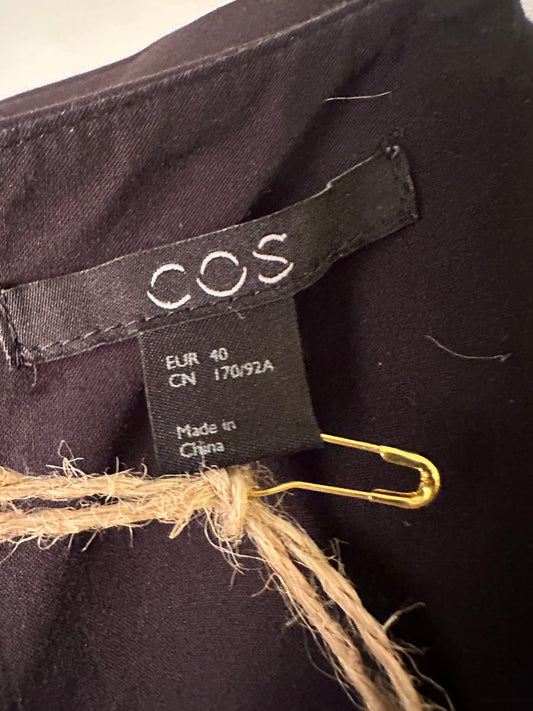 COS
EUR 40
CN 170/92A
Made in
China